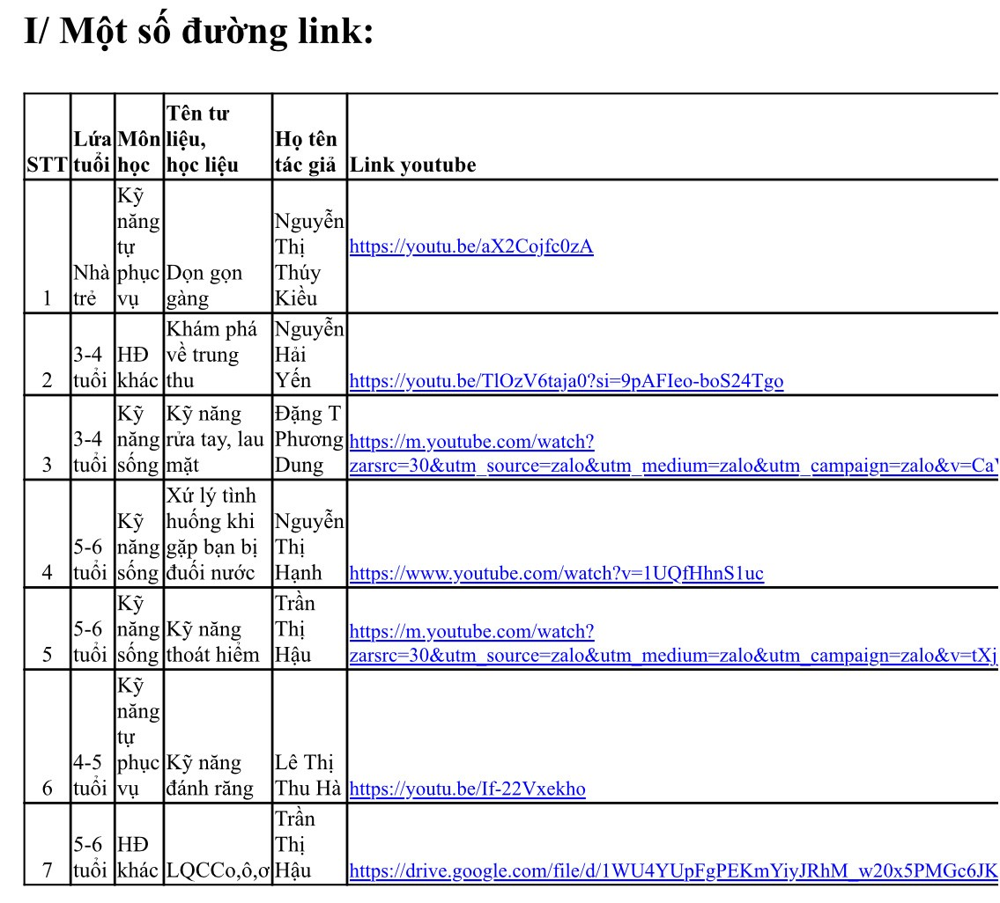 I/ Một số đường link:
STT Lứa tuổi Môn học Tên tư liệu, học liệu Họ tên tác giả Link youtube
1 Nhà trẻ Kỹ năng tự phục vụ Dọn gọn gàng Nguyễn Thị Thúy Kiều https://youtu.be/aX2Cojfc0zA
2 3-4 tuổi HĐ khác Khám phá về trung thu Nguyễn Hải Yến https://youtu.be/TlOzV6taja0?si=9pAFIeo-boS24Tgo
3 3-4 tuổi Kỹ năng sống Kỹ năng rửa tay, lau mặt Đặng T Phương Dung https://m.youtube.com/watch?zarsrc=30&utm_source=zalo&utm_medium=zalo&utm_campaign=zalo&v=Ca
4 5-6 tuổi Kỹ năng sống Xử lý tình huống khi gặp bạn bị đuối nước Nguyễn Thị Hạnh https://www.youtube.com/watch?v=1UQfHhnS1uc
5 5-6 tuổi Kỹ năng sống Kỹ năng thoát hiểm Trần Thị Hậu https://m.youtube.com/watch?zarsrc=30&utm_source=zalo&utm_medium=zalo&utm_campaign=zalo&v=tXj
6 4-5 tuổi Kỹ năng tự phục vụ Kỹ năng đánh răng Lê Thị Thu Hà https://youtu.be/If-22Vxekho
7 5-6 tuổi HĐ khác LQCCo,ô,ơ Trần Thị Hậu https://drive.google.com/file/d/1WU4YUpFgPEKmYiyJRhM_w20x5PMGc6JK